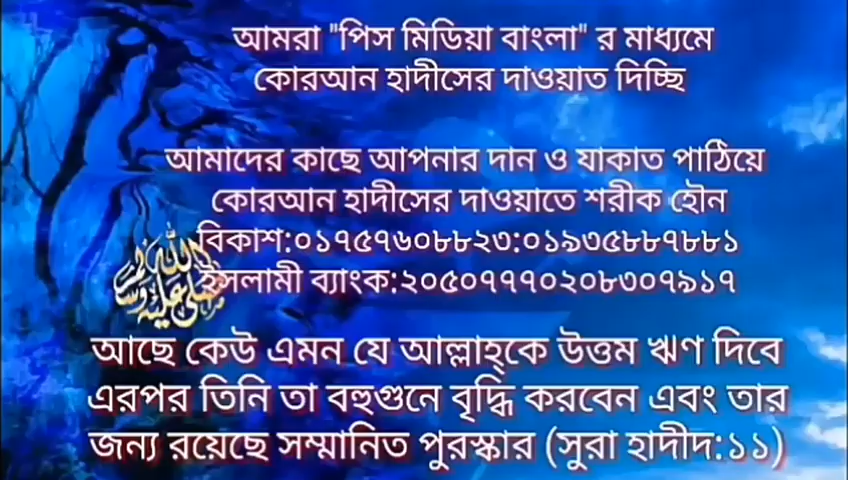 আমরা "পিস মিডিয়া বাংলা" র মাধ্যমে
কোরআন হাদীসের দাওয়াত দিচ্ছি
আমাদের কাছে আপনার দান ও যাকাত পাঠিয়ে
কোরআন হাদীসের দাওয়াতে শরীক হৌন
বিকাশ:০১৭৫৭৬০৮৮২৩:০১৯৩৫৮৮৭৮৮১
ইসলামী ব্যাংক:২০৫০৭৭৭০২০৮৩০৭৯১৭
আছে কেউ এমন যে আল্লাহ্‌কে উত্তম ঋণ দিবে
এরপর তিনি তা বহুগুনে বৃদ্ধি করবেন এবং তার
জন্য রয়েছে সম্মানিত পুরস্কার (সুরা হাদীদ:১১)